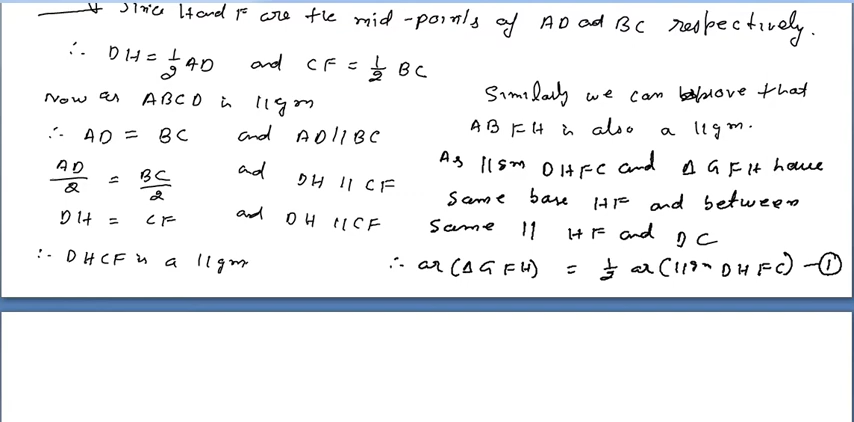 Since H and F are the mid-points of AD ad BC respectively.
∴ DH = 1/2 AD and CF = 1/2 BC
Now as ABCD is ||gm
∴ AD = BC and AD || BC
AD/2 = BC/2 ad DH || CF
DH = CF and DH || CF
∴ DHCF is a ||gm
Similarly we can prove that
ABFH is also a ||gm.
As ||gm DHFC and Δ GFH have
same base HF and between
same || HF and DC
∴ ar(Δ GFH) = 1/2 ar(||gm DHFC) -①